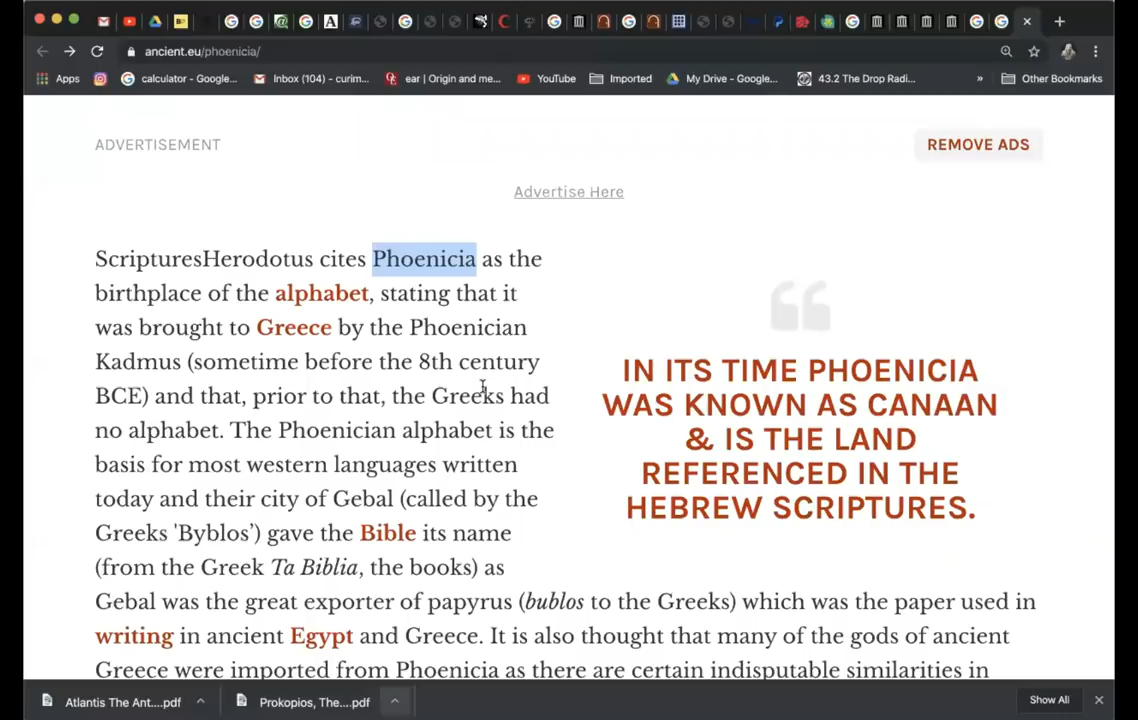 ancient.eu/phoenicia/
Apps
calculator - Google...
Inbox (104) - curim...
ear | Origin and me...
YouTube
Imported
My Drive - Google...
43.2 The Drop Radi...
»
Other Bookmarks
ADVERTISEMENT
REMOVE ADS
Advertise Here
ScripturesHerodotus cites Phoenicia as the
birthplace of the alphabet, stating that it
was brought to Greece by the Phoenician
Kadmus (sometime before the 8th century
BCE) and that, prior to that, the Greeks had
no alphabet. The Phoenician alphabet is the
basis for most western languages written
today and their city of Gebal (called by the
Greeks 'Byblos’) gave the Bible its name
(from the Greek Ta Biblia, the books) as
Gebal was the great exporter of papyrus (bublos to the Greeks) which was the paper used in
writing in ancient Egypt and Greece. It is also thought that many of the gods of ancient
Greece were imported from Phoenicia as there are certain indisputable similarities in
IN ITS TIME PHOENICIA
WAS KNOWN AS CANAAN
& IS THE LAND
REFERENCED IN THE
HEBREW SCRIPTURES.
Atlantis The Ant....pdf
Prokopios, The....pdf
Show All